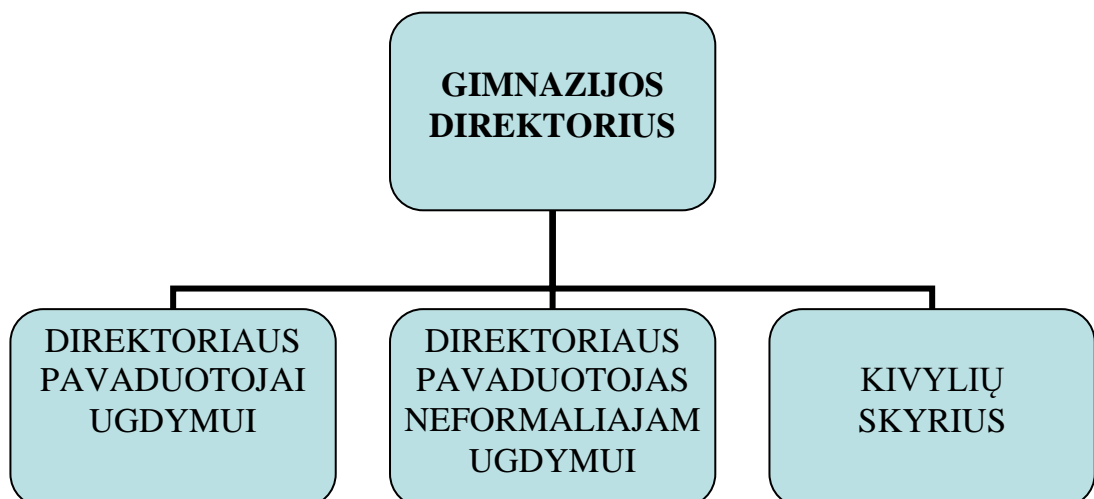 GIMNAZIJOS
DIREKTORIUS
DIREKTORIAUS
PAVADUOTOJAI
UGDYMUI
DIREKTORIAUS
PAVADUOTOJAS
NEFORMALIAJAM
UGDYMUI
KIVYLIŲ
SKYRIUS